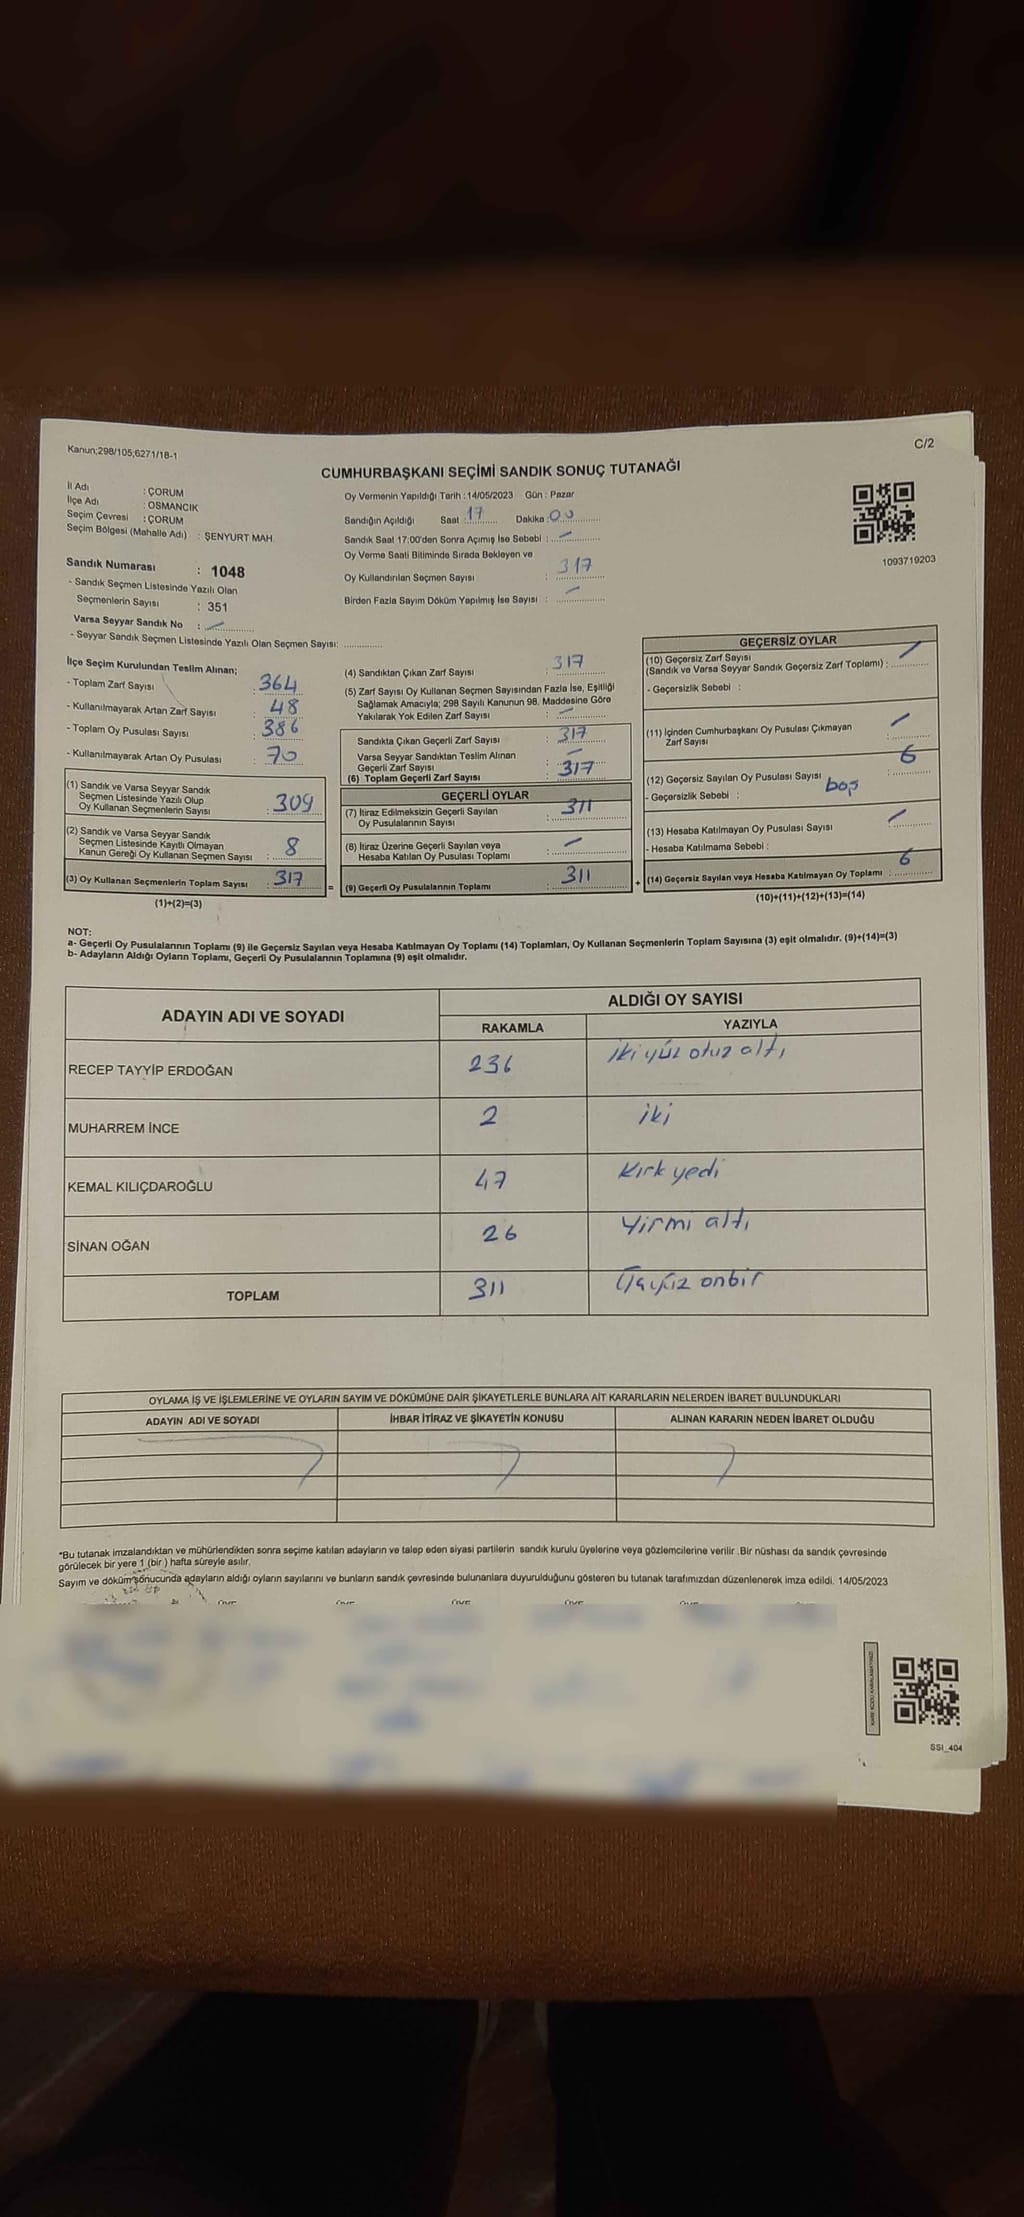 Kanun;298/105,6271/18-1
C/2
CUMHURBAŞKANI SEÇİMİ SANDIK SONUÇ TUTANAĞI
İl Adı : ÇORUM
İlçe Adı : OSMANCIK
Seçim Çevresi : ÇORUM
Seçim Bölgesi (Mahalle Adı) : ŞENYURT MAH.
Sandık Numarası : 1048
- Sandık Seçmen Listesinde Yazılı Olan
Seçmenlerin Sayısı : 351
Varsa Seyyar Sandık No :
- Seyyar Sandık Seçmen Listesinde Yazılı Olan Seçmen Sayısı:
Oy Vermenin Yapıldığı Tarih : 14/05/2023 Gün : Pazar
Sandığın Açıldığı Saat 17 Dakika : 00
Sandık Saat 17:00'den Sonra Açımış İse Sebebi :
Oy Verme Saati Bitiminde Sırada Bekleyen ve
Oy Kullandırılan Seçmen Sayısı : 317
Birden Fazla Sayım Döküm Yapılmış İse Sayısı :
1093719203
İlçe Seçim Kurulundan Teslim Alınan;
- Toplam Zarf Sayısı : 364
- Kullanılmayarak Artan Zarf Sayısı : 48
- Toplam Oy Pusulası Sayısı : 386
- Kullanılmayarak Artan Oy Pusulası : 70
(1) Sandık ve Varsa Seyyar Sandık
Seçmen Listesinde Yazılı Olup
Oy Kullanan Seçmenlerin Sayısı : 309
(2) Sandık ve Varsa Seyyar Sandık
Seçmen Listesinde Kayıtlı Olmayan
Kanun Gereği Oy Kullanan Seçmen Sayısı : 8
(3) Oy Kullanan Seçmenlerin Toplam Sayısı : 317
(1)+(2)=(3)
(4) Sandıktan Çıkan Zarf Sayısı : 317
(5) Zarf Sayısı Oy Kullanan Seçmen Sayısından Fazla İse, Eşitliği
Sağlamak Amacıyla; 298 Sayılı Kanunun 98. Maddesine Göre
Yakılarak Yok Edilen Zarf Sayısı :
Sandıkta Çıkan Geçerli Zarf Sayısı : 317
Varsa Seyyar Sandıktan Teslim Alınan
Geçerli Zarf Sayısı :
(6) Toplam Geçerli Zarf Sayısı : 317
GEÇERLİ OYLAR
(7) İtiraz Edilmeksizin Geçerli Sayılan
Oy Pusulalarının Sayısı : 311
(8) İtiraz Üzerine Geçerli Sayılan veya
Hesaba Katılan Oy Pusulası Toplamı :
= (9) Geçerli Oy Pusulalarının Toplamı : 311
GEÇERSİZ OYLAR
(10) Geçersiz Zarf Sayısı
(Sandık ve Varsa Seyyar Sandık Geçersiz Zarf Toplamı) :
- Geçersizlik Sebebi :
(11) İçinden Cumhurbaşkanı Oy Pusulası Çıkmayan
Zarf Sayısı :
(12) Geçersiz Sayılan Oy Pusulası Sayısı : 6
- Geçersizlik Sebebi : boş
(13) Hesaba Katılmayan Oy Pusulası Sayısı :
- Hesaba Katılmama Sebebi :
+ (14) Geçersiz Sayılan veya Hesaba Katılmayan Oy Toplamı : 6
(10)+(11)+(12)+(13)=(14)
NOT:
a- Geçerli Oy Pusulalarının Toplamı (9) ile Geçersiz Sayılan veya Hesaba Katılmayan Oy Toplamı (14) Toplamları, Oy Kullanan Seçmenlerin Toplam Sayısına (3) eşit olmalıdır. (9)+(14)=(3)
b- Adayların Aldığı Oyların Toplamı, Geçerli Oy Pusulalarının Toplamına (9) eşit olmalıdır.
ADAYIN ADI VE SOYADI
ALDIĞI OY SAYISI
RAKAMLA YAZIYLA
RECEP TAYYİP ERDOĞAN 236 iki yüz otuz altı
MUHARREM İNCE 2 iki
KEMAL KILIÇDAROĞLU 47 kırk yedi
SİNAN OĞAN 26 yirmi altı
TOPLAM 311 Üçyüz onbir
OYLAMA İŞ VE İŞLEMLERİNE VE OYLARIN SAYIM VE DÖKÜMÜNE DAİR ŞİKAYETLERLE BUNLARA AİT KARARLARIN NELERDEN İBARET BULUNDUKLARI
ADAYIN ADI VE SOYADI İHBAR İTİRAZ VE ŞİKAYETİN KONUSU ALINAN KARARIN NEDEN İBARET OLDUĞU
*Bu tutanak imzalandıktan ve mühürlendikten sonra seçime katılan adayların ve talep eden siyasi partilerin sandık kurulu üyelerine veya gözlemcilerine verilir .Bir nüshası da sandık çevresinde
görülecek bir yere 1 (bir ) hafta süreyle asılır.
Sayım ve döküm sonucunda adayların aldığı oyların sayılarını ve bunların sandık çevresinde bulunanlara duyurulduğunu gösteren bu tutanak tarafımızdan düzenlenerek imza edildi. 14/05/2023
SSI_404